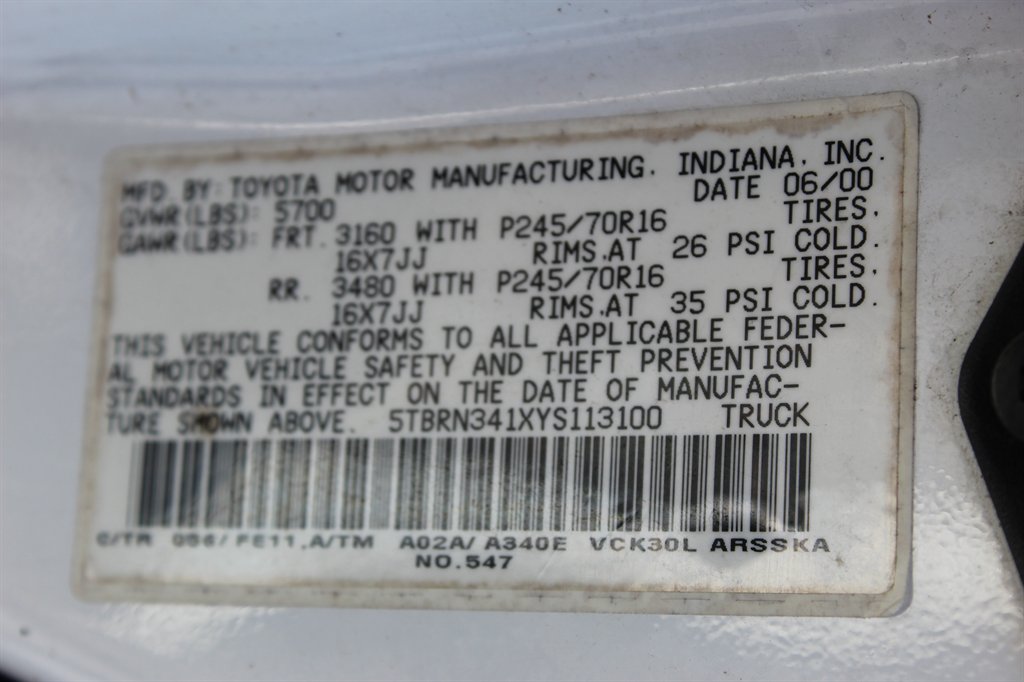 MFD. BY: TOYOTA MOTOR MANUFACTURING, INDIANA, INC.
GVWR(LBS): 5700 DATE 06/00
GAWR(LBS): FRT. 3160 WITH P245/70R16 TIRES,
16X7JJ RIMS,AT 26 PSI COLD.
RR. 3480 WITH P245/70R16 TIRES,
16X7JJ RIMS,AT 35 PSI COLD.
THIS VEHICLE CONFORMS TO ALL APPLICABLE FEDER-
AL MOTOR VEHICLE SAFETY AND THEFT PREVENTION
STANDARDS IN EFFECT ON THE DATE OF MANUFAC-
TURE SHOWN ABOVE. 5TBRN341XYS113100 TRUCK
C/TR 056/ FE11,A/TM A02A/ A340E VCK30L ARSSKA
NO.547